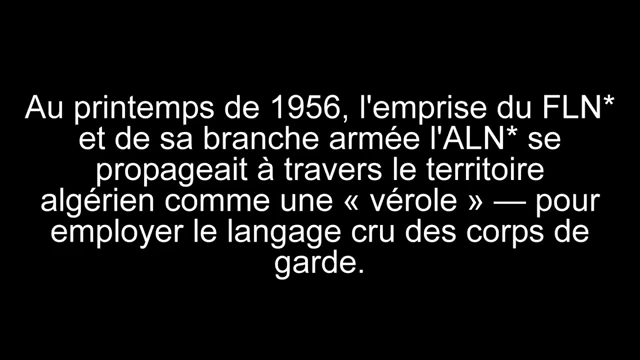 Au printemps de 1956, l'emprise du FLN*
et de sa branche armée l'ALN* se
propageait à travers le territoire
algérien comme une « vérole » — pour
employer le langage cru des corps de
garde.